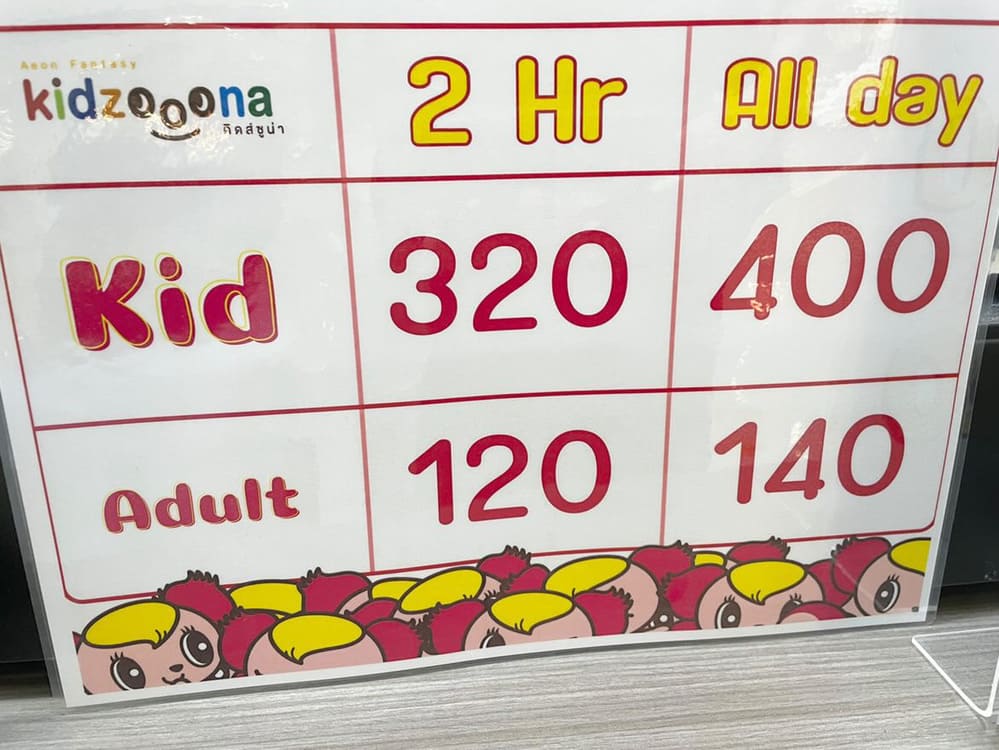 Aeon Fantasy
kidzooona
คิดส์ซูน่า
2 Hr
All day
Kid
320
400
Adult
120
140